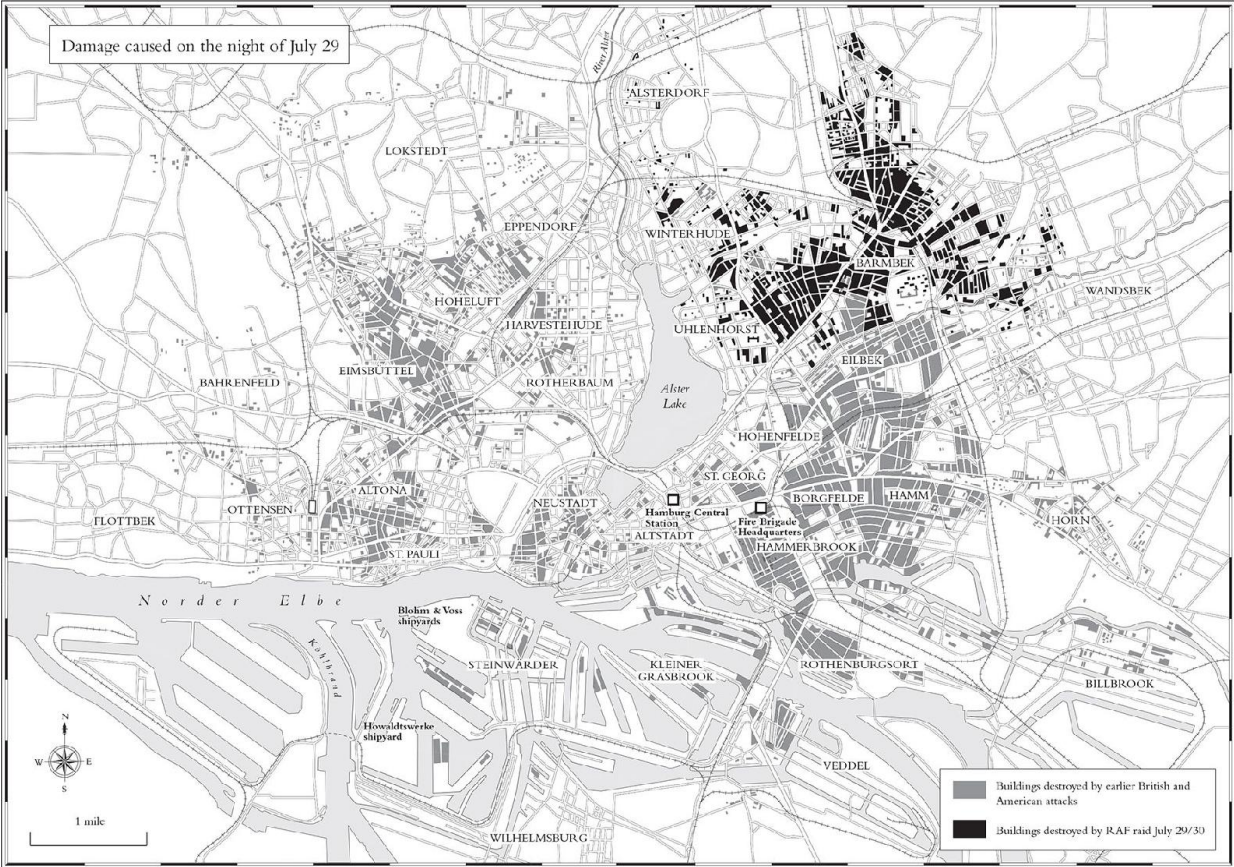 Damage caused on the night of July 29
River Alster
ALSTERDORF
LOKSTEDT
EPPENDORF
WINTERHUDE
BARMBEK
WANDSBEK
HOHELUFT
HARVESTEHUDE
UHLENHORST
EILBEK
EIMSBÜTTEL
BAHRENFELD
ROTHERBAUM
Alster
Lake
HOHENFELDE
ST. GEORG
ALTONA
NEUSTADT
BORGFELDE
HAMM
OTTENSEN
Hamburg Central
Station
FLOTTBEK
Fire Brigade
Headquarters
HORN
ALTSTADT
HAMMERBROOK
ST. PAULI
Norder Elbe
Blohm & Voss
shipyards
Kohlbrand
STEINWÄRDER
KLEINER
GRASBROOK
ROTHENBURGSORT
BILLBROOK
Howaldtswerke
shipyard
N
W
E
S
VEDDEL
1 mile
WILHELMSBURG
Buildings destroyed by earlier British and
American attacks
Buildings destroyed by RAF raid July 29/30